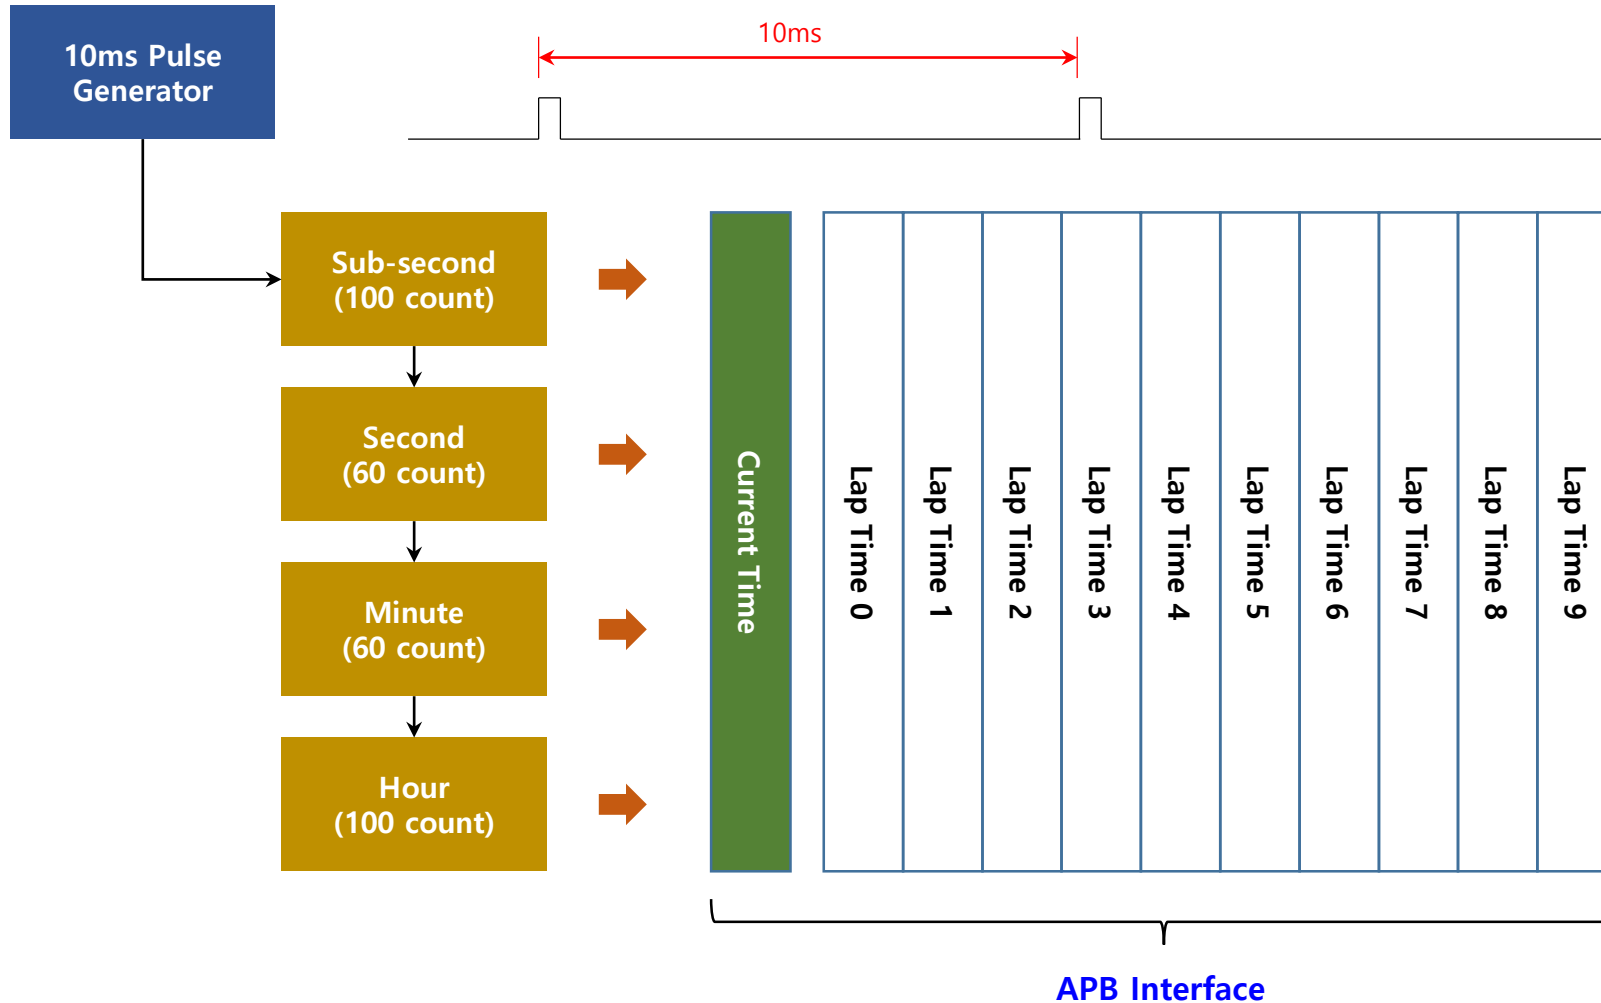 10ms Pulse
Generator
10ms
Sub-second
(100 count)
Second
(60 count)
Minute
(60 count)
Hour
(100 count)
Current Time
Lap Time 0
Lap Time 1
Lap Time 2
Lap Time 3
Lap Time 4
Lap Time 5
Lap Time 6
Lap Time 7
Lap Time 8
Lap Time 9
APB Interface